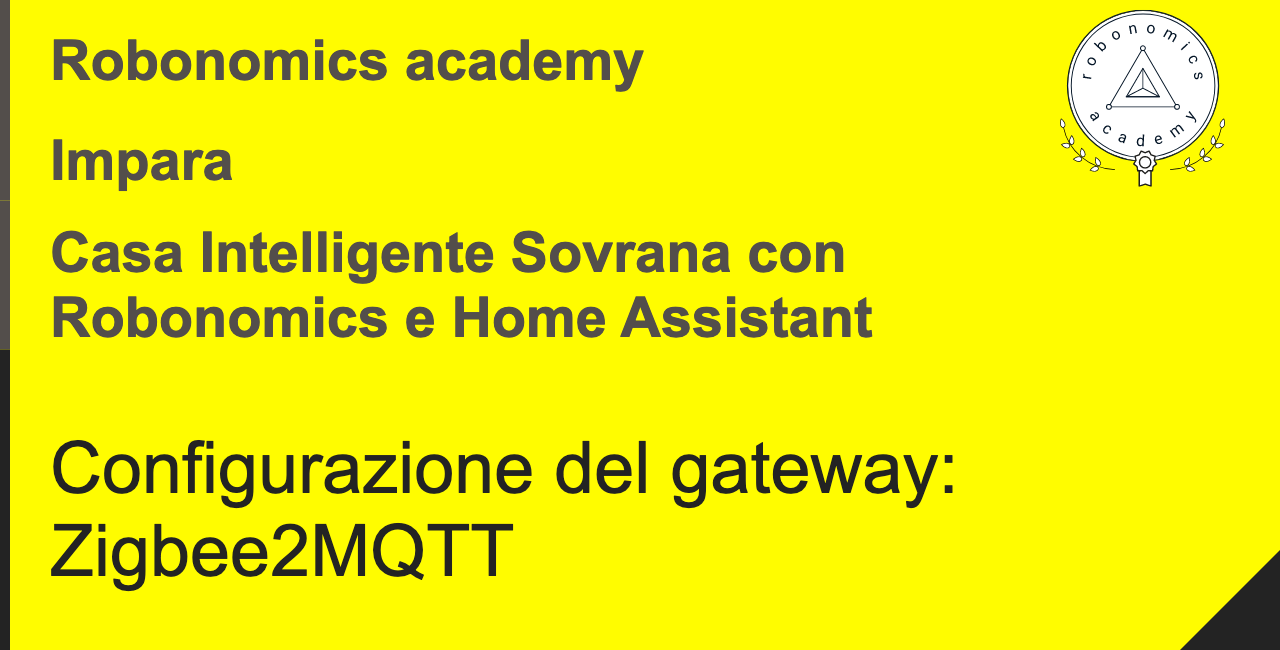 Robonomics academy
robonomics
academy
Impara
Casa Intelligente Sovrana con
Robonomics e Home Assistant
Configurazione del gateway:
Zigbee2MQTT